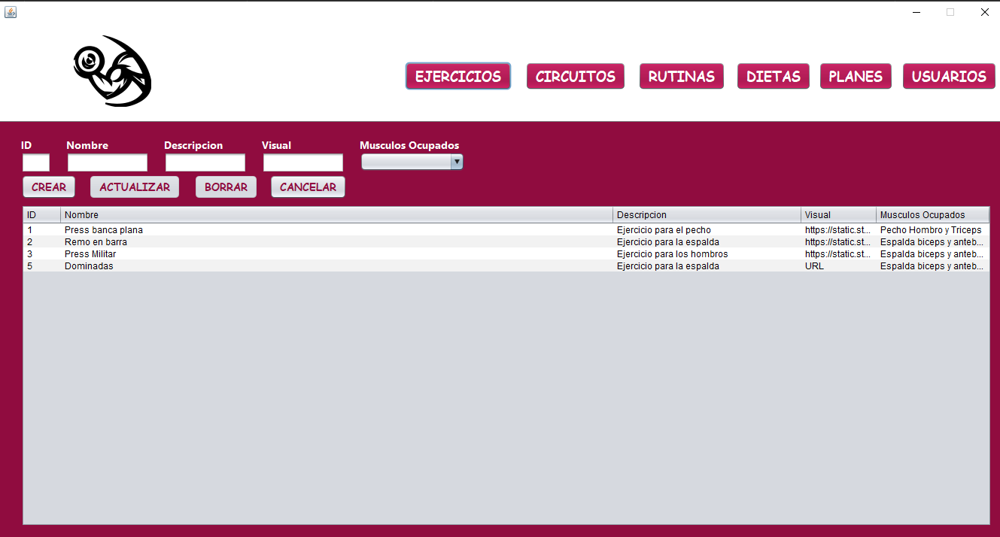 EJERCICIOS CIRCUITOS RUTINAS DIETAS PLANES USUARIOS
ID Nombre Descripcion Visual Musculos Ocupados
CREAR ACTUALIZAR BORRAR CANCELAR
ID Nombre Descripcion Visual Musculos Ocupados
1 Press banca plana Ejercicio para el pecho https://static.st... Pecho Hombro y Triceps
2 Remo en barra Ejercicio para la espalda https://static.st... Espalda biceps y anteb...
3 Press Militar Ejercicio para los hombros https://static.st... Espalda biceps y anteb...
5 Dominadas Ejercicio para la espalda URL Espalda biceps y anteb...